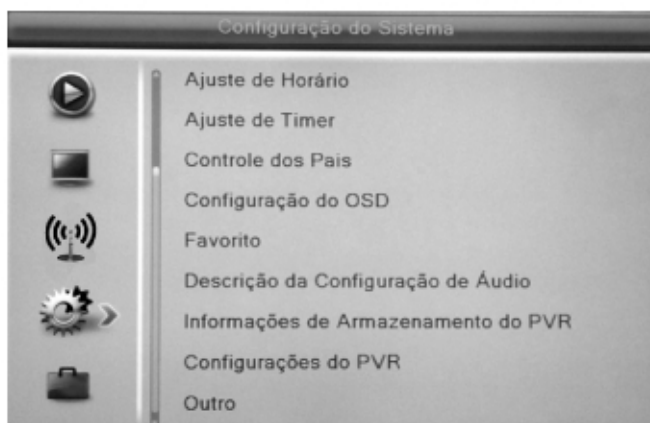 Configuração do Sistema
Ajuste de Horário
Ajuste de Timer
Controle dos Pais
Configuração do OSD
Favorito
Descrição da Configuração de Áudio
Informações de Armazenamento do PVR
Configurações do PVR
Outro